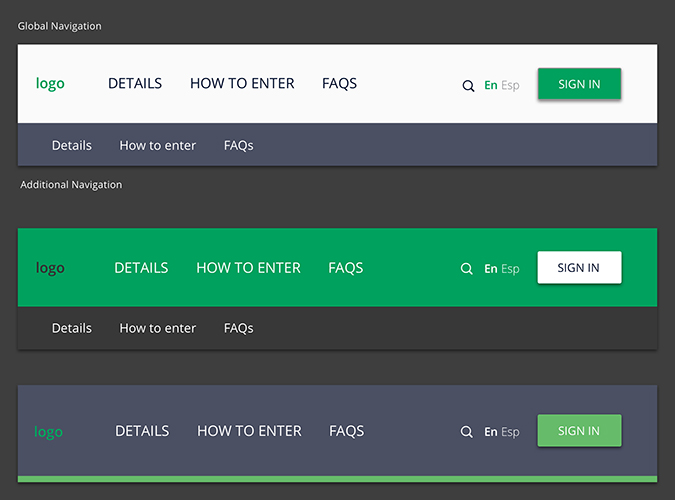 Global Navigation
logo DETAILS HOW TO ENTER FAQS En Esp SIGN IN
Details How to enter FAQs
Additional Navigation
logo DETAILS HOW TO ENTER FAQS En Esp SIGN IN
Details How to enter FAQs
logo DETAILS HOW TO ENTER FAQS En Esp SIGN IN